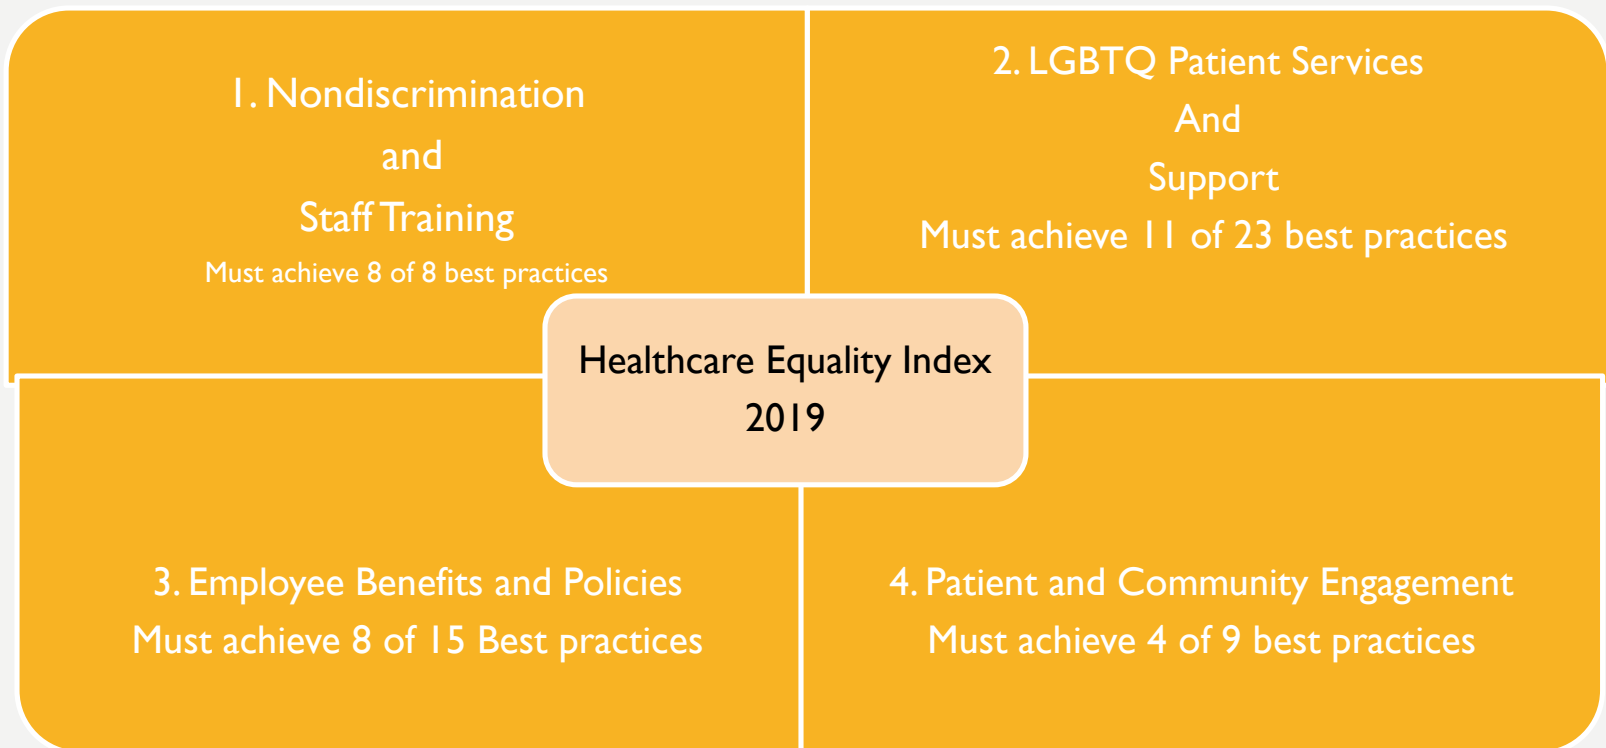 1. Nondiscrimination
and
Staff Training
Must achieve 8 of 8 best practices
2. LGBTQ Patient Services
And
Support
Must achieve 11 of 23 best practices
Healthcare Equality Index
2019
3. Employee Benefits and Policies
Must achieve 8 of 15 Best practices
4. Patient and Community Engagement
Must achieve 4 of 9 best practices